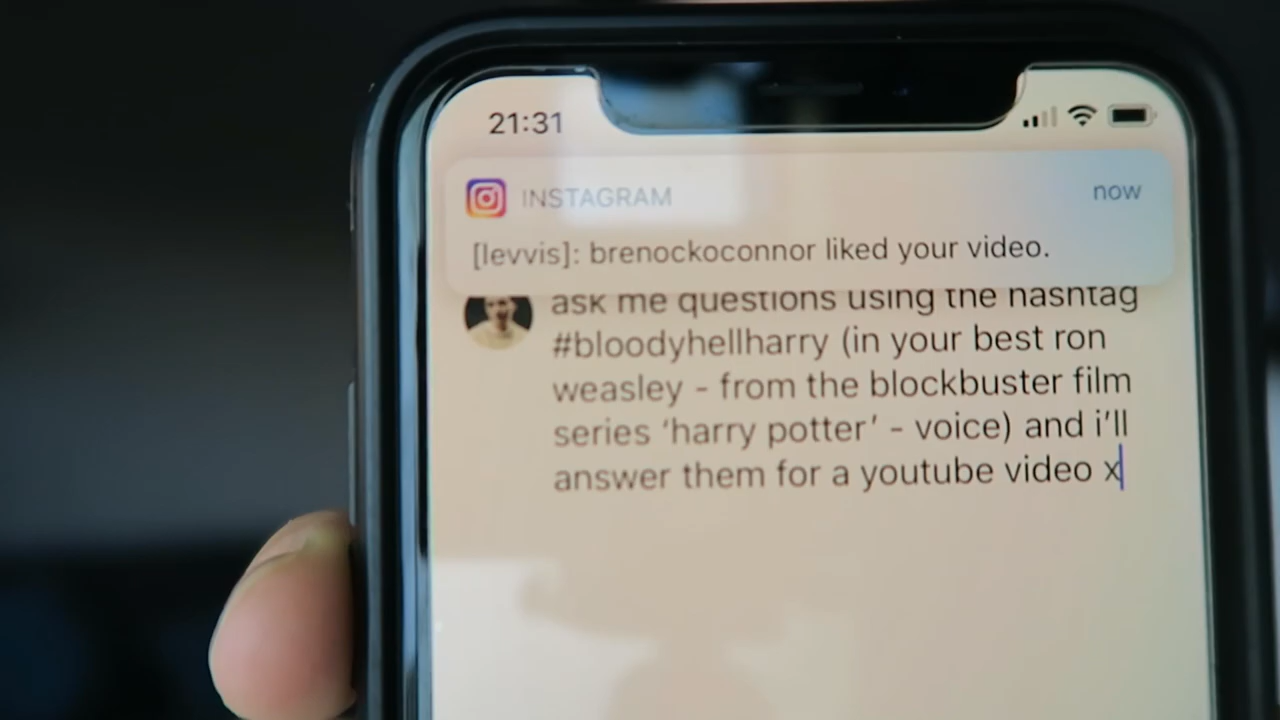 21:31
INSTAGRAM
now
[levvis]: brenockoconnor liked your video.
ask me questions using the hashtag
#bloodyhellharry (in your best ron
weasley - from the blockbuster film
series ‘harry potter’ - voice) and i’ll
answer them for a youtube video x